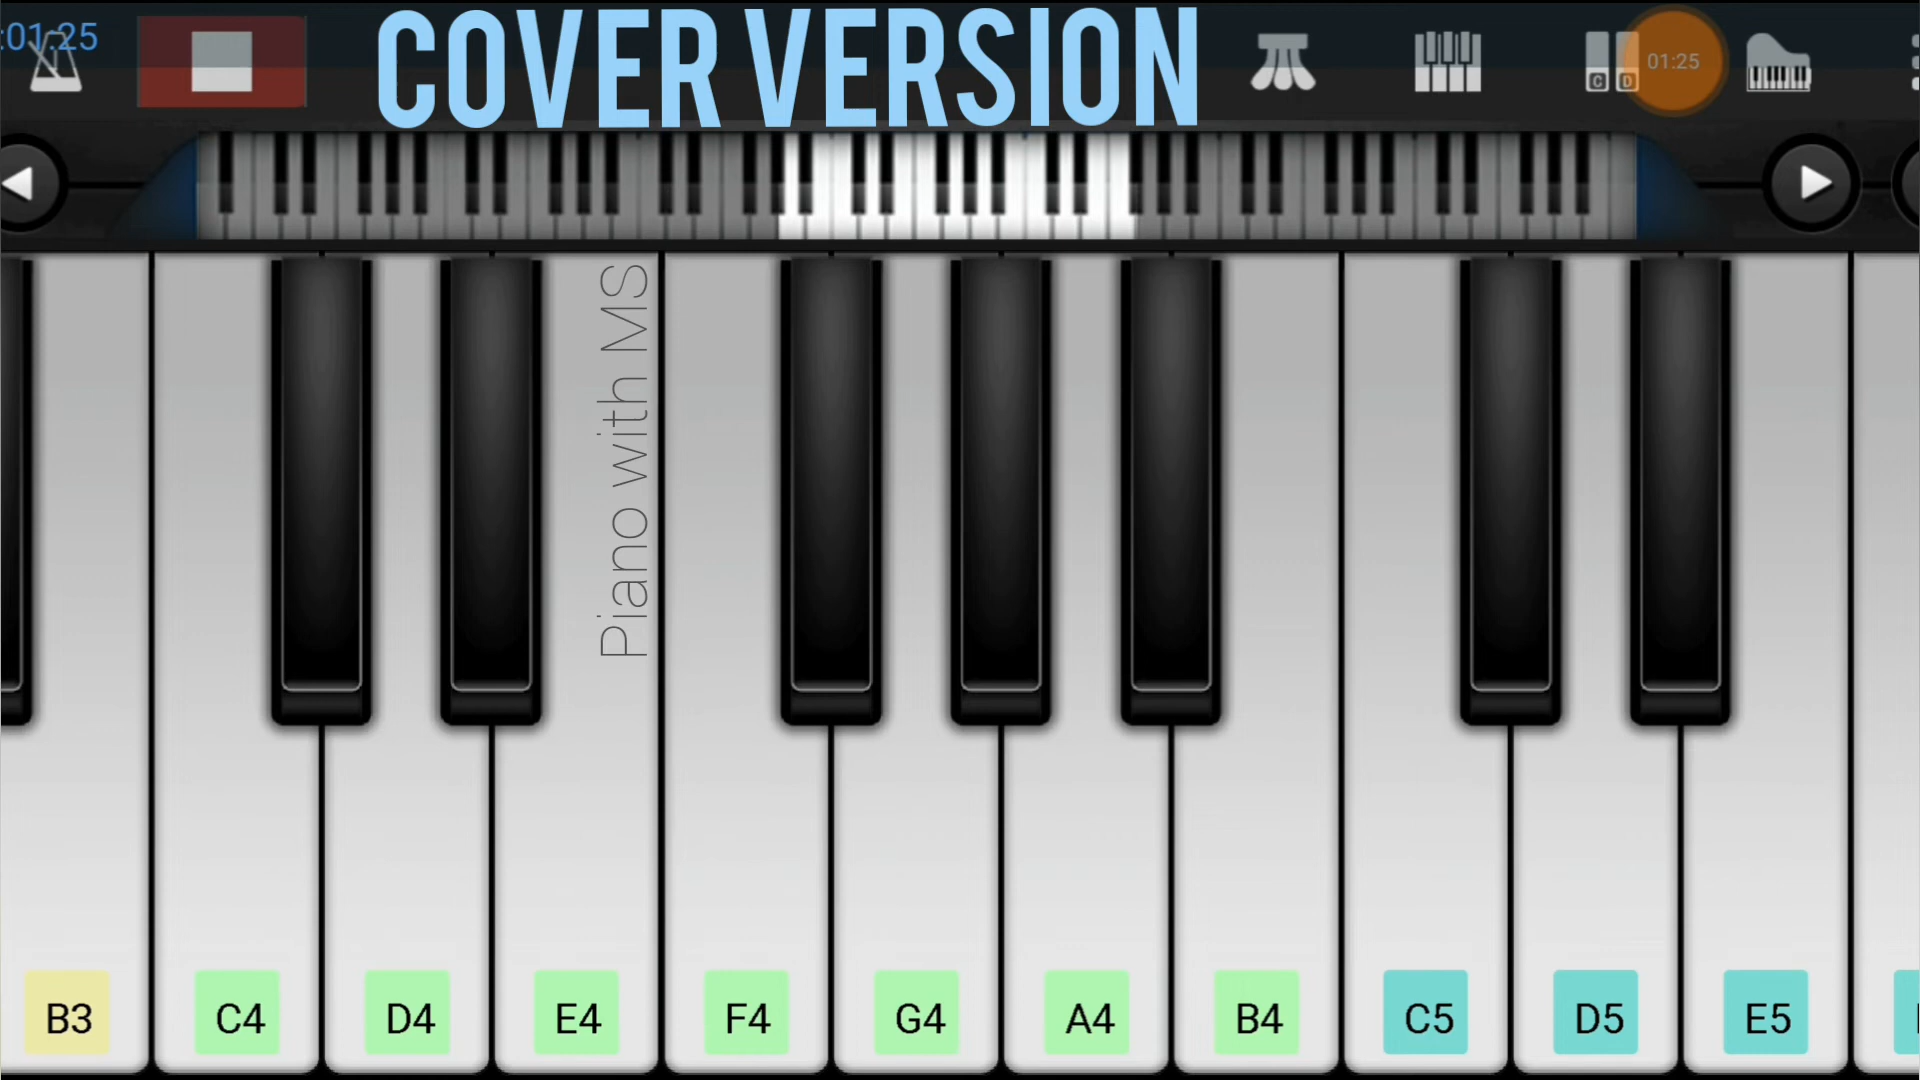 :01:25
COVER VERSION
C D
01:25
Piano with MS
B3 C4 D4 E4 F4 G4 A4 B4 C5 D5 E5